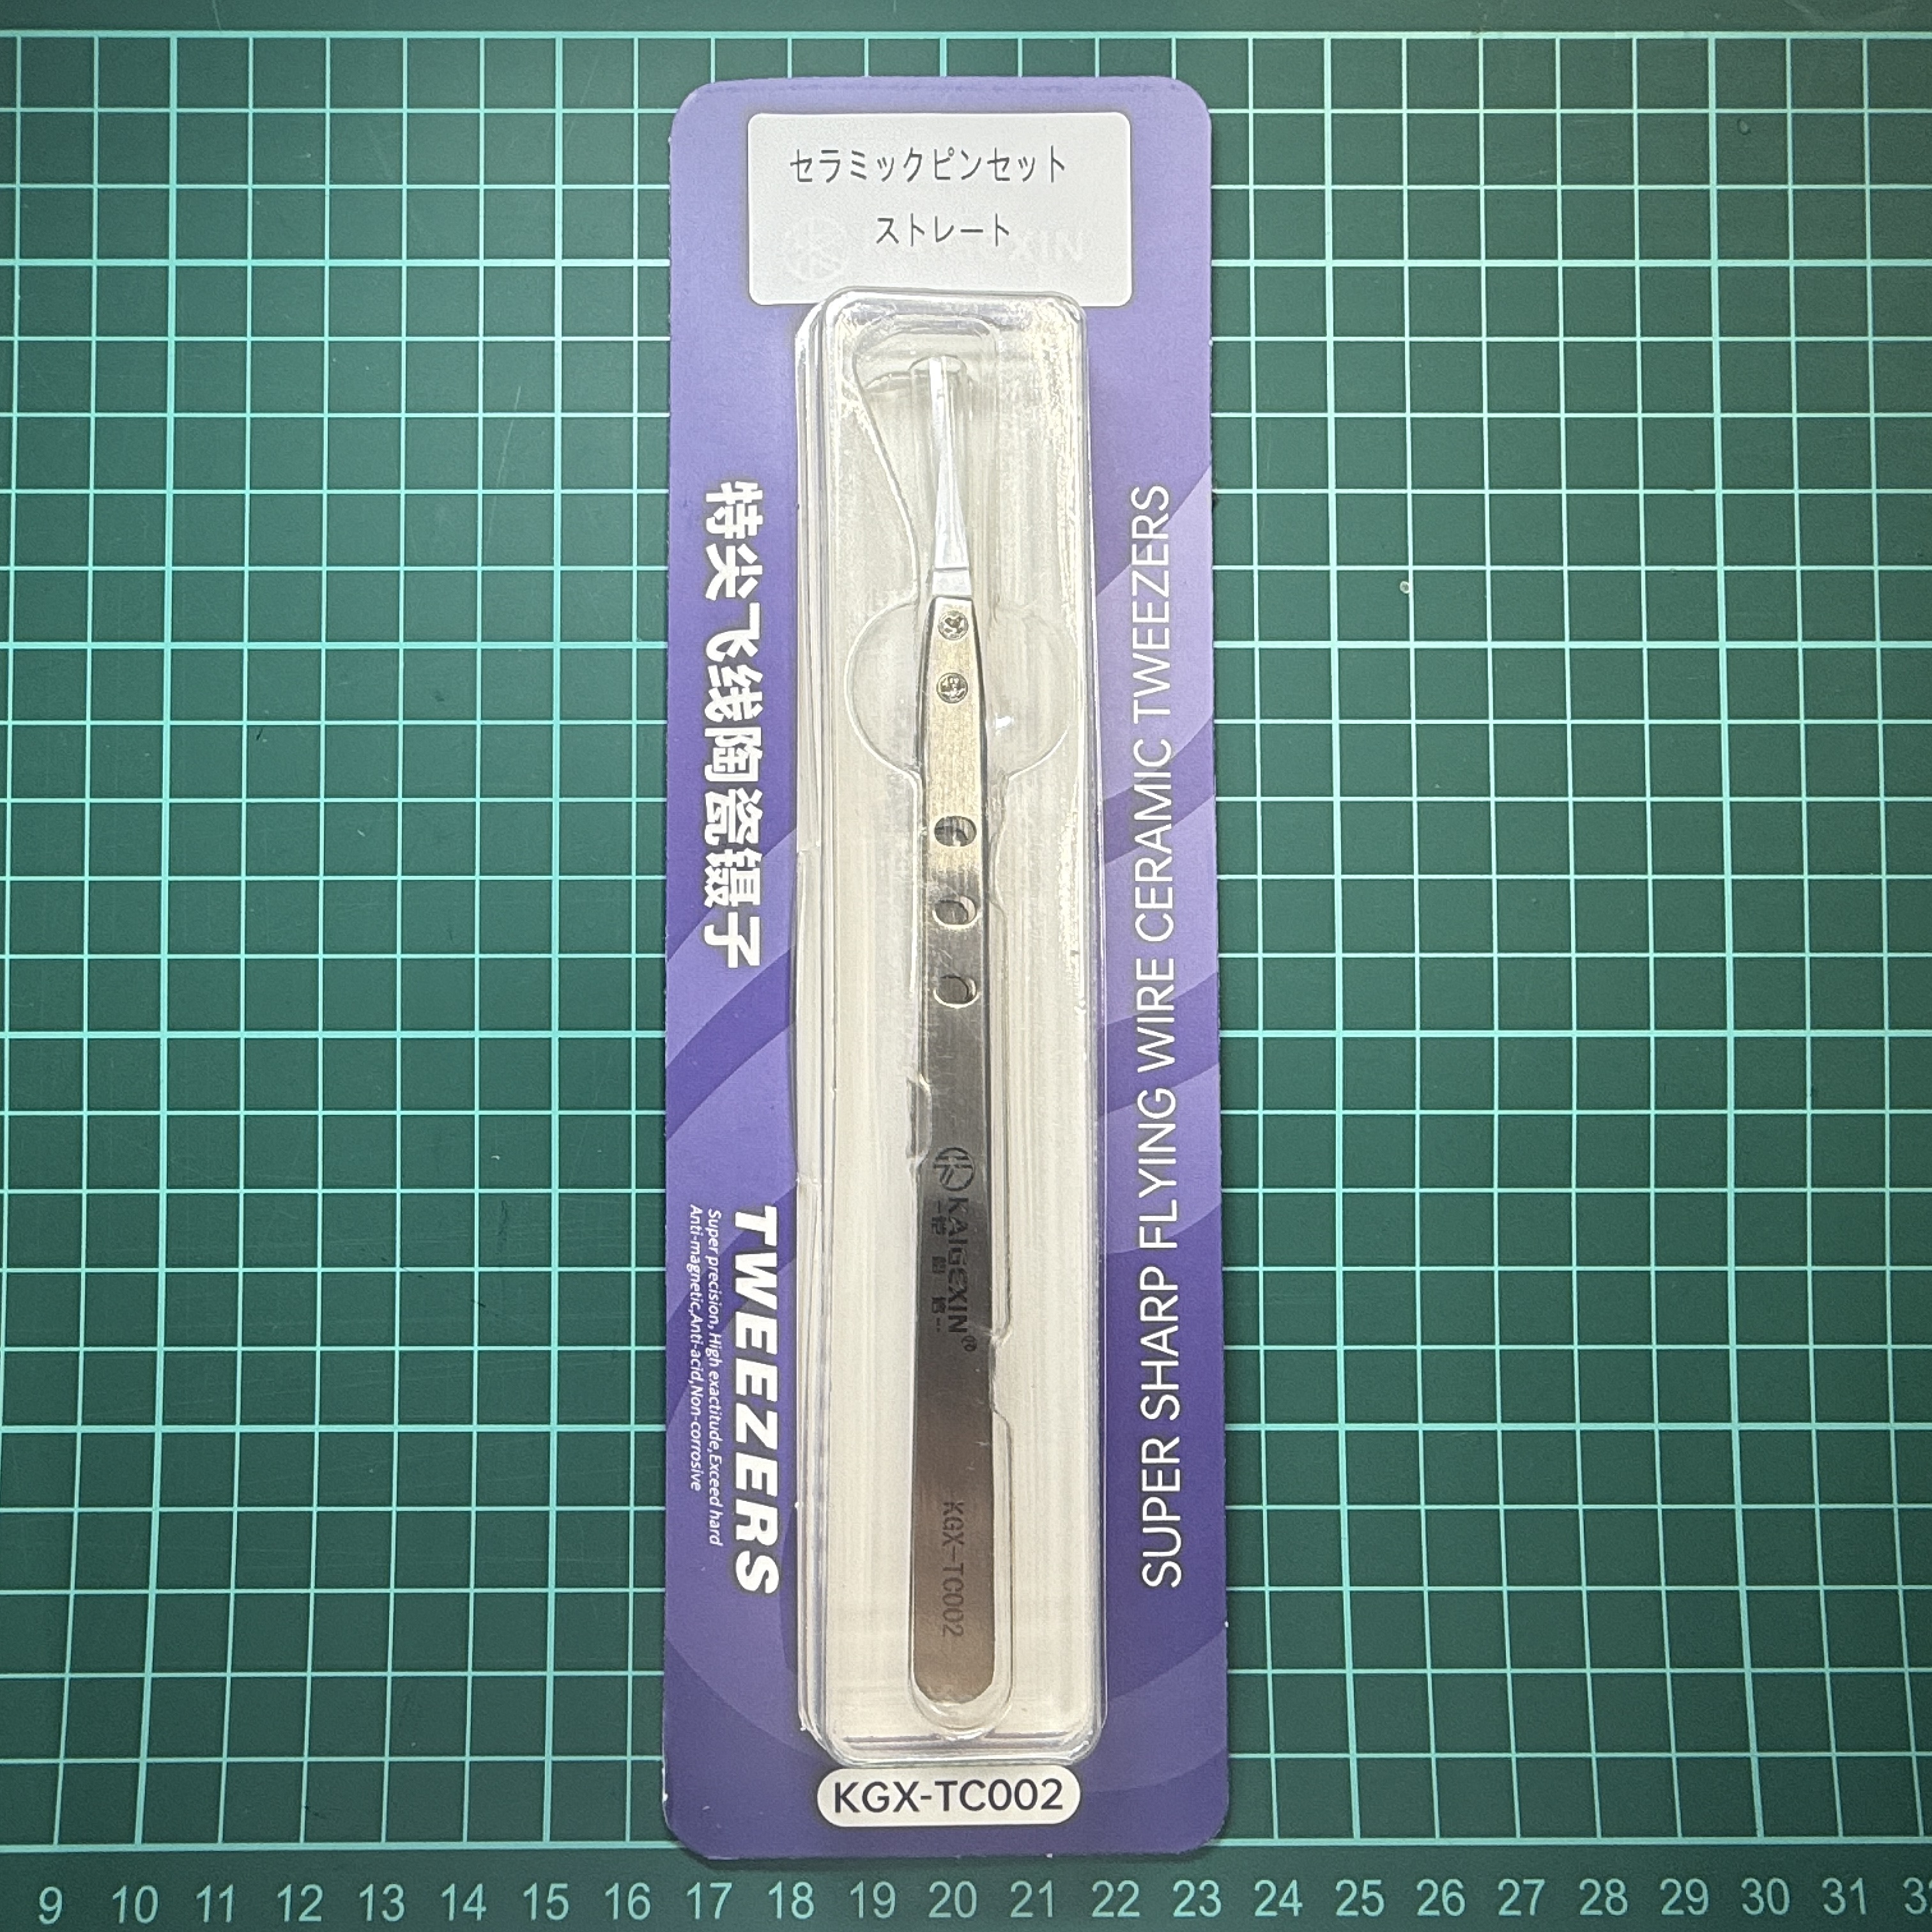 セラミックピンセット
ストレート
XIN
特尖飞线陶瓷镊子
TWEEZERS
Super precision, High exactitude,Exceed hard
Anti-magnetic,Anti-acid,Non-corrosive
SUPER SHARP FLYING WIRE CERAMIC TWEEZERS
KAIGEXIN®
KGX-TC002
KGX-TC002
9 10 11 12 13 14 15 16 17 18 19 20 21 22 23 24 25 26 27 28 29 30 31